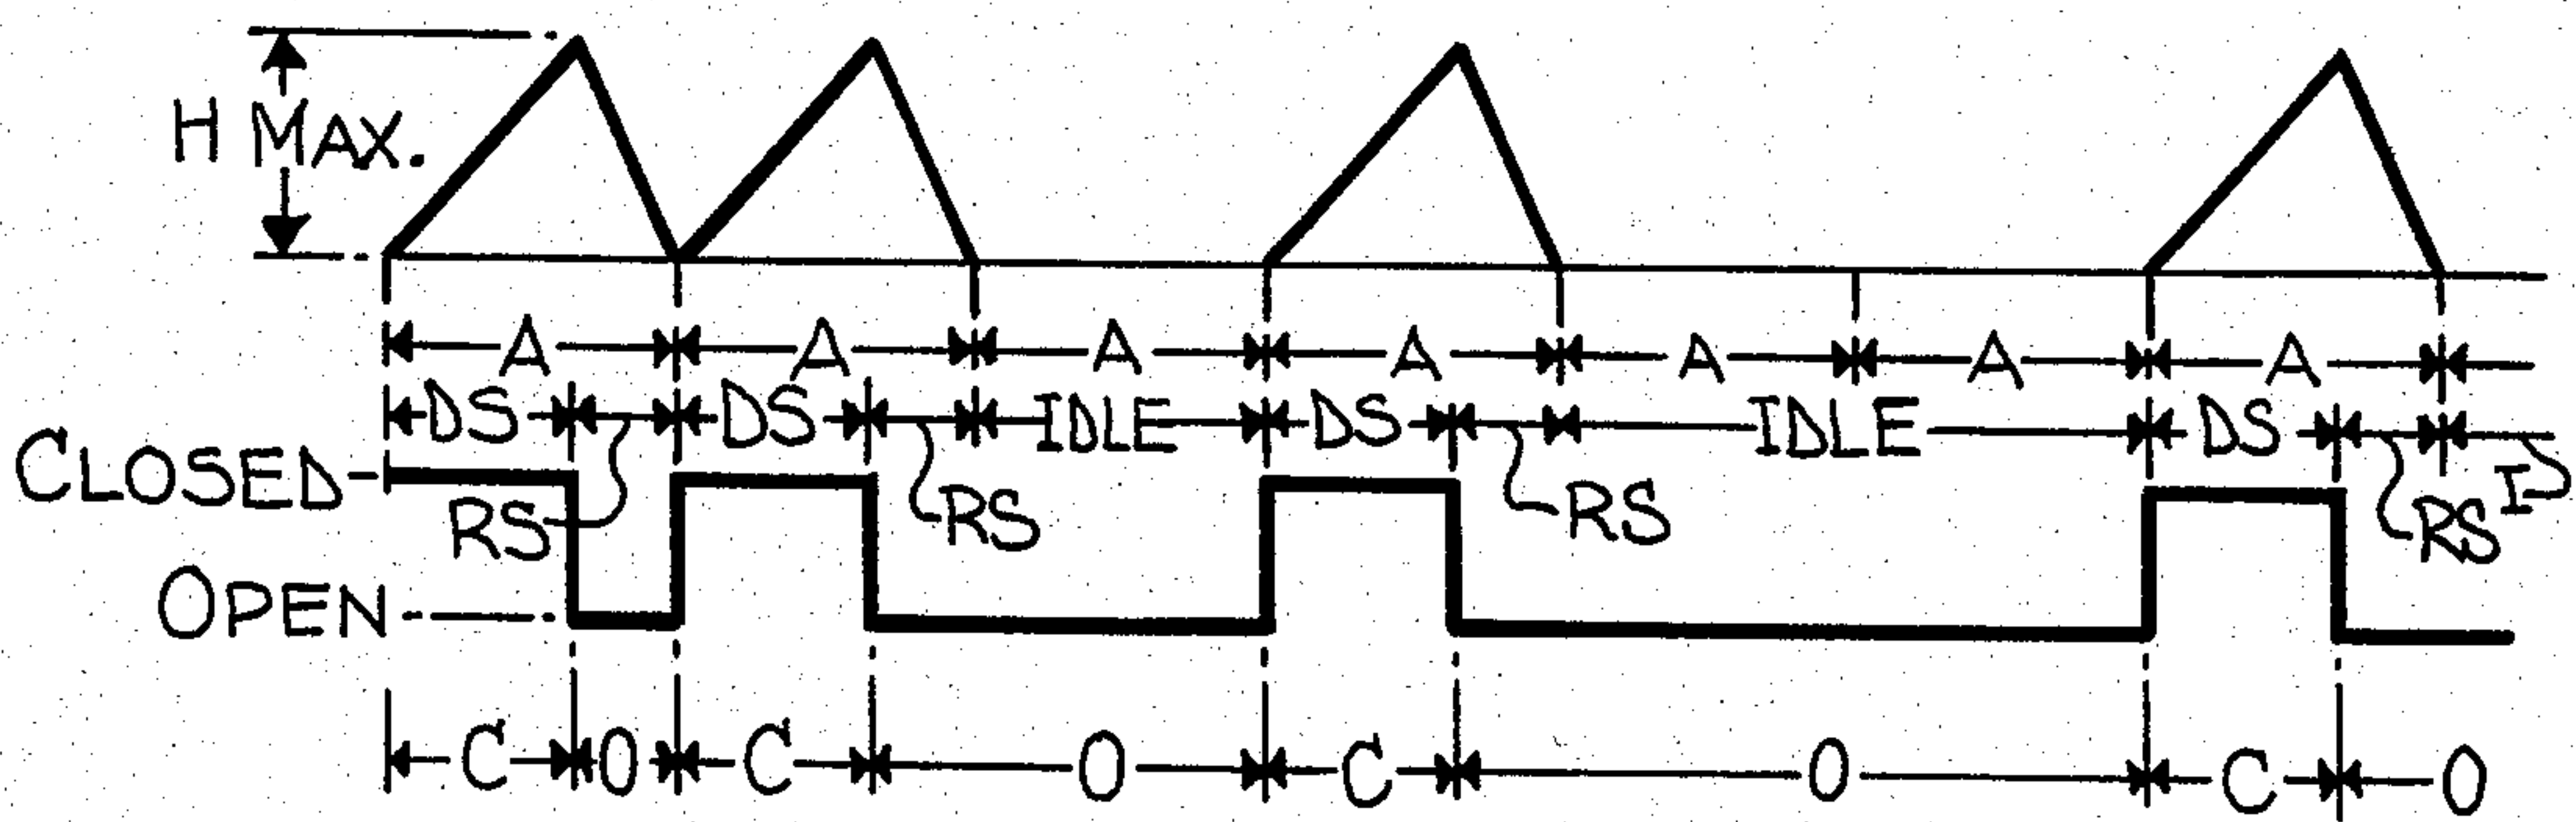 H MAX.
A A A A A A A
DS DS IDLE DS IDLE DS
CLOSED
RS RS RS RS I
OPEN
C O C O C O C O